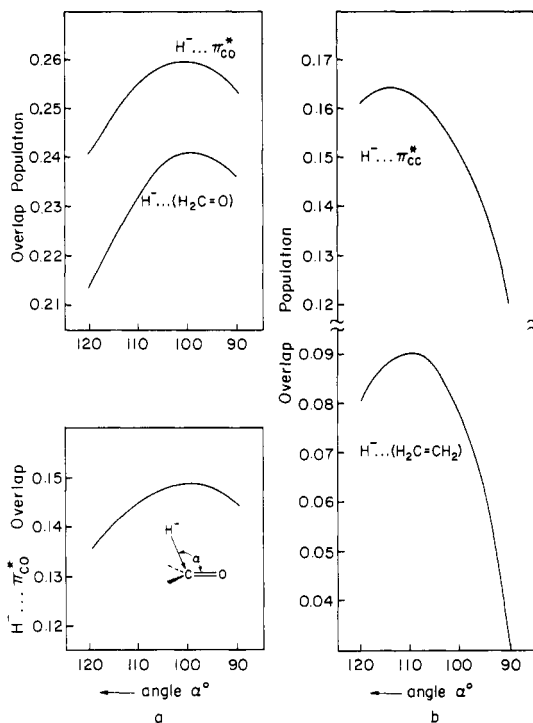 Overlap Population
0.26
0.25
0.24
0.23
0.22
0.21
H⁻... π*CO
H⁻...(H₂C=O)
120 110 100 90
H⁻... π*CO Overlap
0.15
0.14
0.13
0.12
H⁻
α
C O
120 110 100 90
← angle α°
a
Overlap Population
0.17
0.16
0.15
0.14
0.13
0.12
H⁻... π*CC
0.09
0.08
0.07
0.06
0.05
0.04
H⁻...(H₂C=CH₂)
120 110 100 90
← angle α°
b